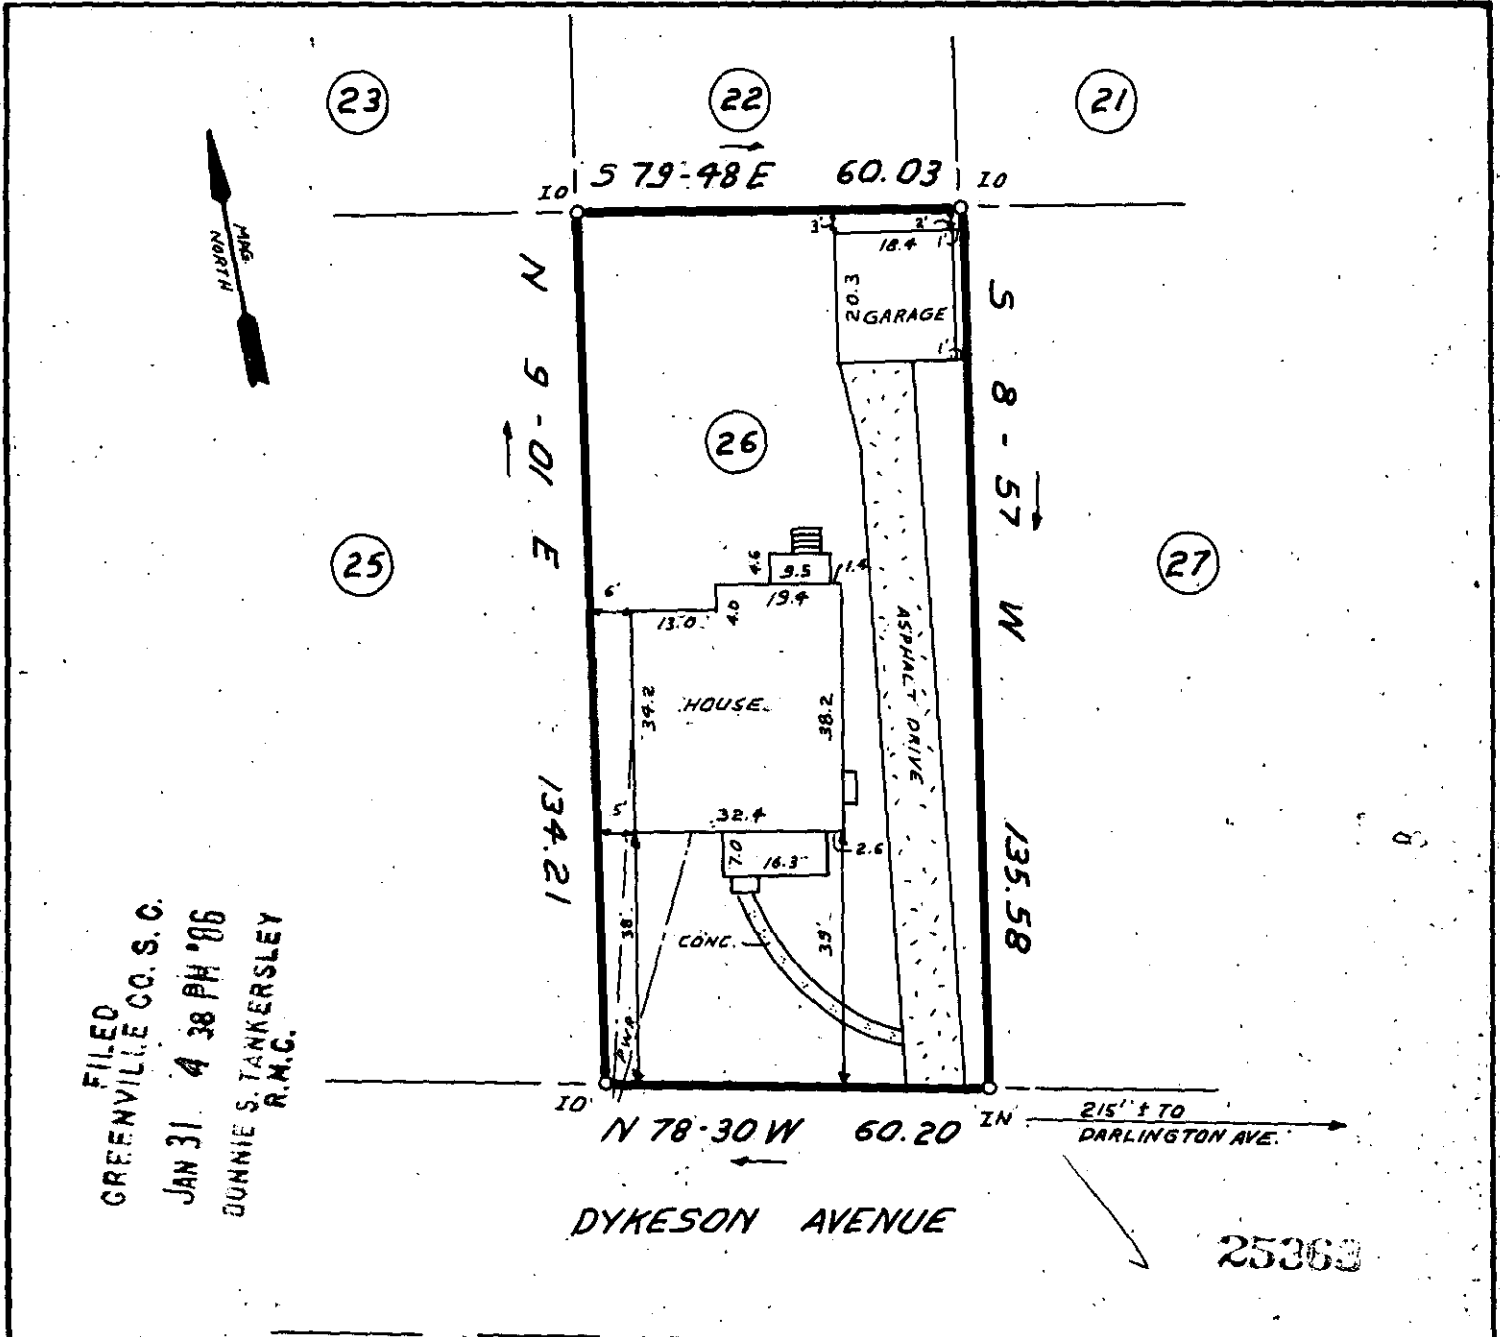 23
22
21
S 79-48 E 60.03
IO
IO
MAG.
NORTH
3'
2'
18.4
1'
20.3
GARAGE
1'
N 9-01 E 134.21
S 8-57 W 135.58
26
25
27
4.6
9.5
1.4
6'
13.0
4.0
19.4
34.2
HOUSE
38.2
ASPHALT DRIVE
5'
32.4
7.0
16.3
2.6
38'
CONC.
39'
IO
IN
N 78-30 W 60.20
215' ± TO
DARLINGTON AVE.
DYKESON AVENUE
FILED
GREENVILLE CO. S. C.
JAN 31 4 38 PM '86
DONNIE S. TANKERSLEY
R.M.C.
25363